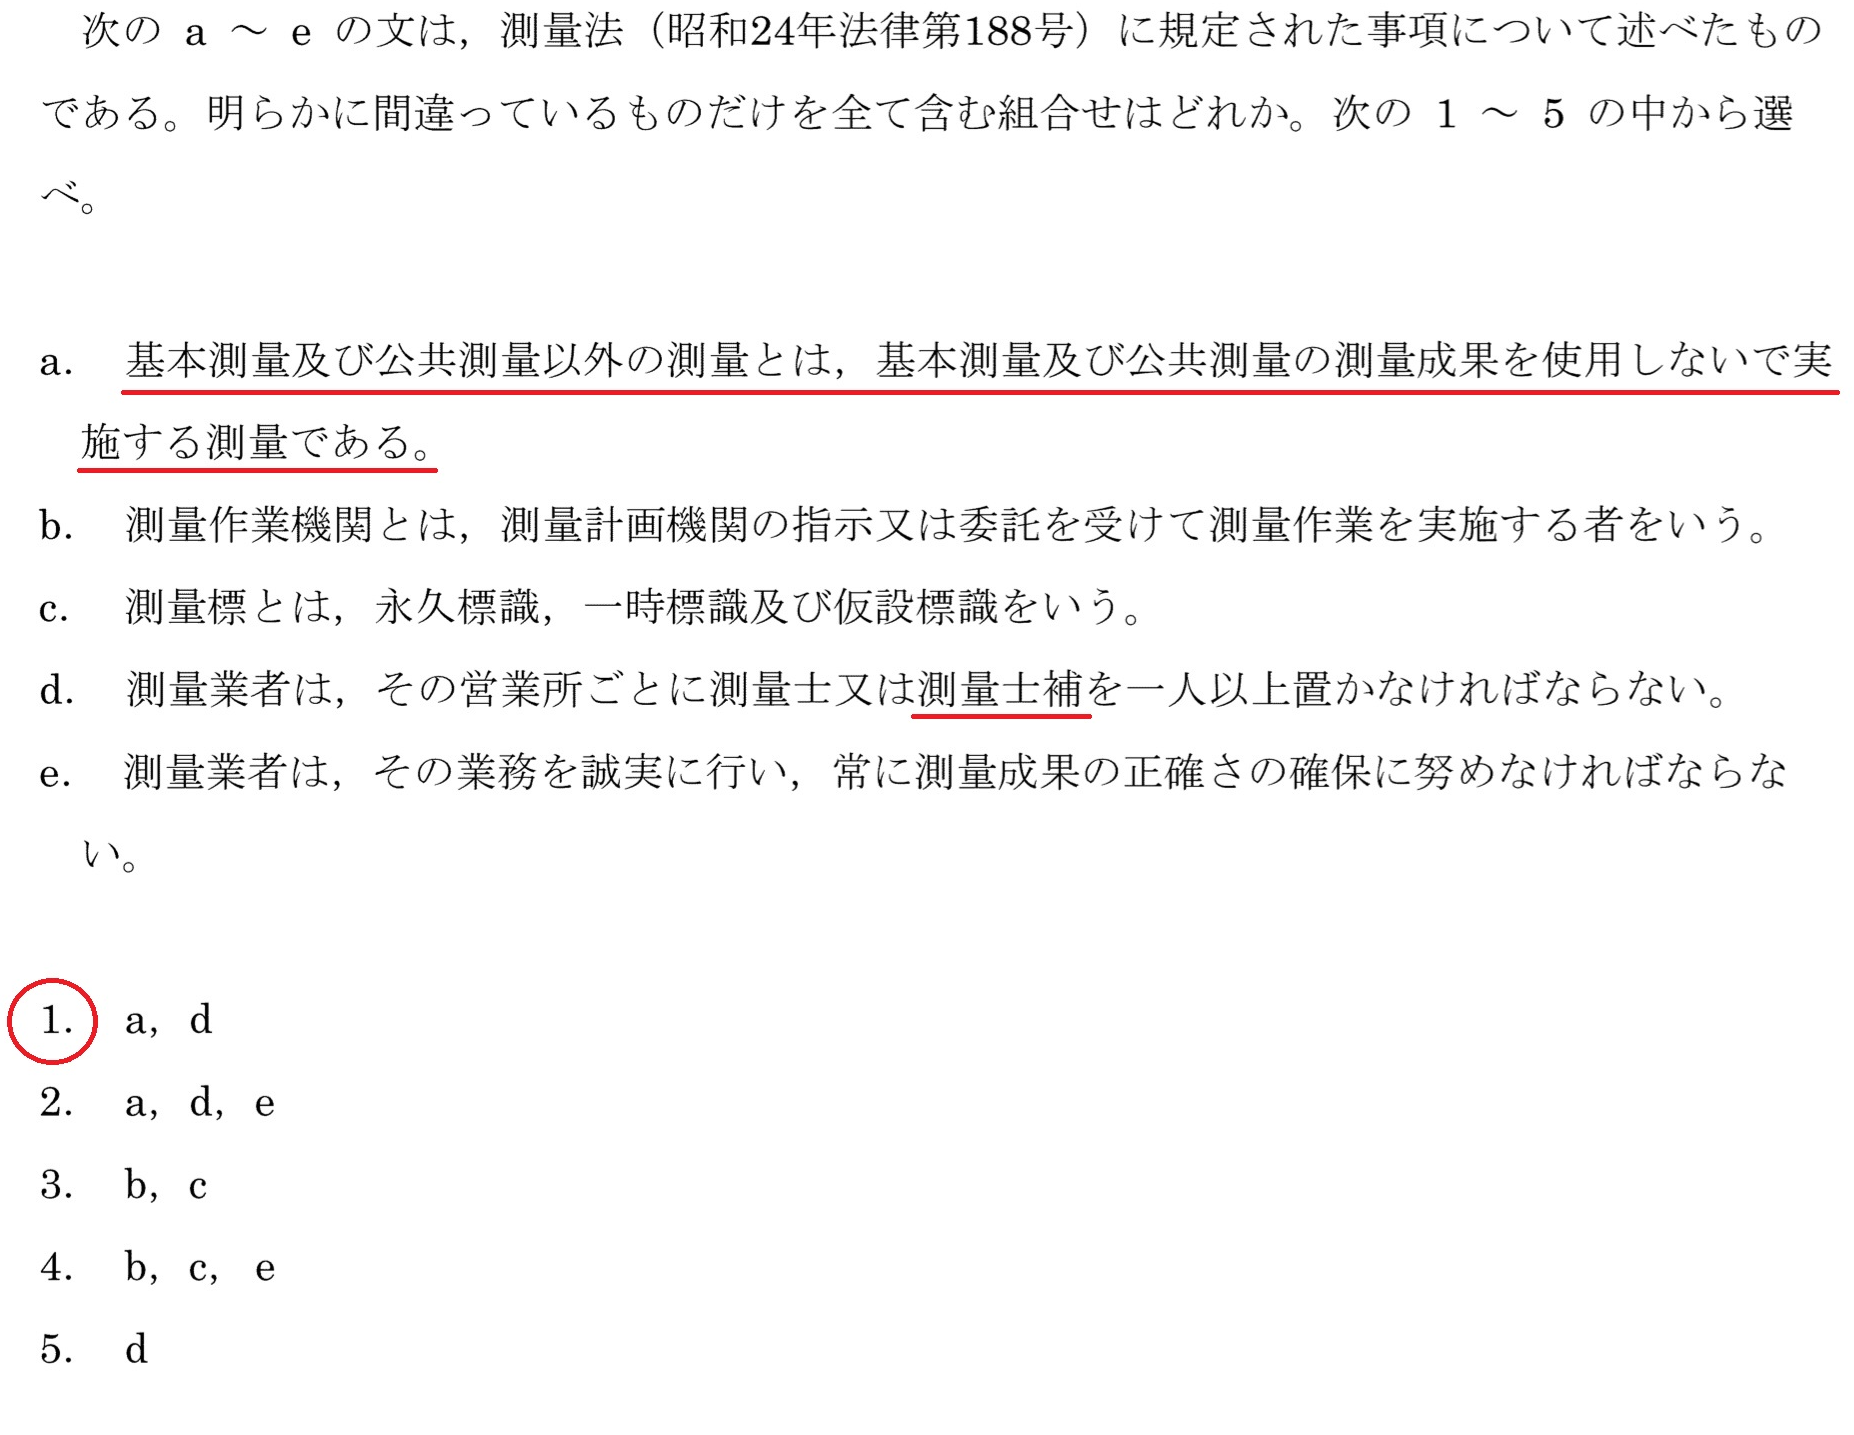 次の a ～ e の文は，測量法（昭和24年法律第188号）に規定された事項について述べたもの
である。明らかに間違っているものだけを全て含む組合せはどれか。次の 1 ～ 5 の中から選
べ。
a. 基本測量及び公共測量以外の測量とは，基本測量及び公共測量の測量成果を使用しないで実
施する測量である。
b. 測量作業機関とは，測量計画機関の指示又は委託を受けて測量作業を実施する者をいう。
c. 測量標とは，永久標識，一時標識及び仮設標識をいう。
d. 測量業者は，その営業所ごとに測量士又は測量士補を一人以上置かなければならない。
e. 測量業者は，その業務を誠実に行い，常に測量成果の正確さの確保に努めなければならな
い。
1. a，d
2. a，d，e
3. b，c
4. b，c，e
5. d